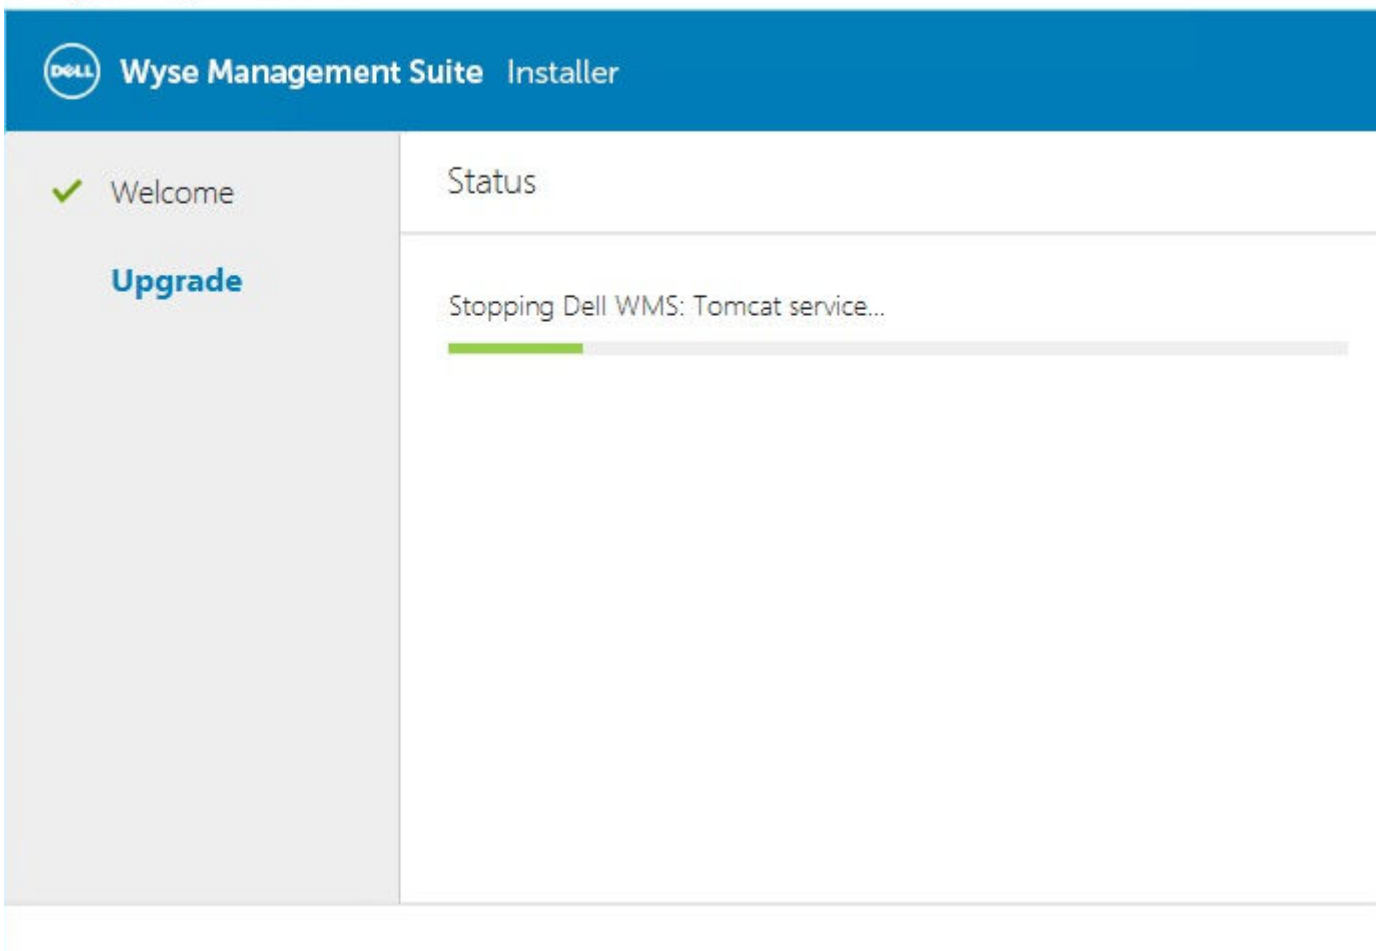 DELL Wyse Management Suite Installer
Welcome
Status
Upgrade
Stopping Dell WMS: Tomcat service...